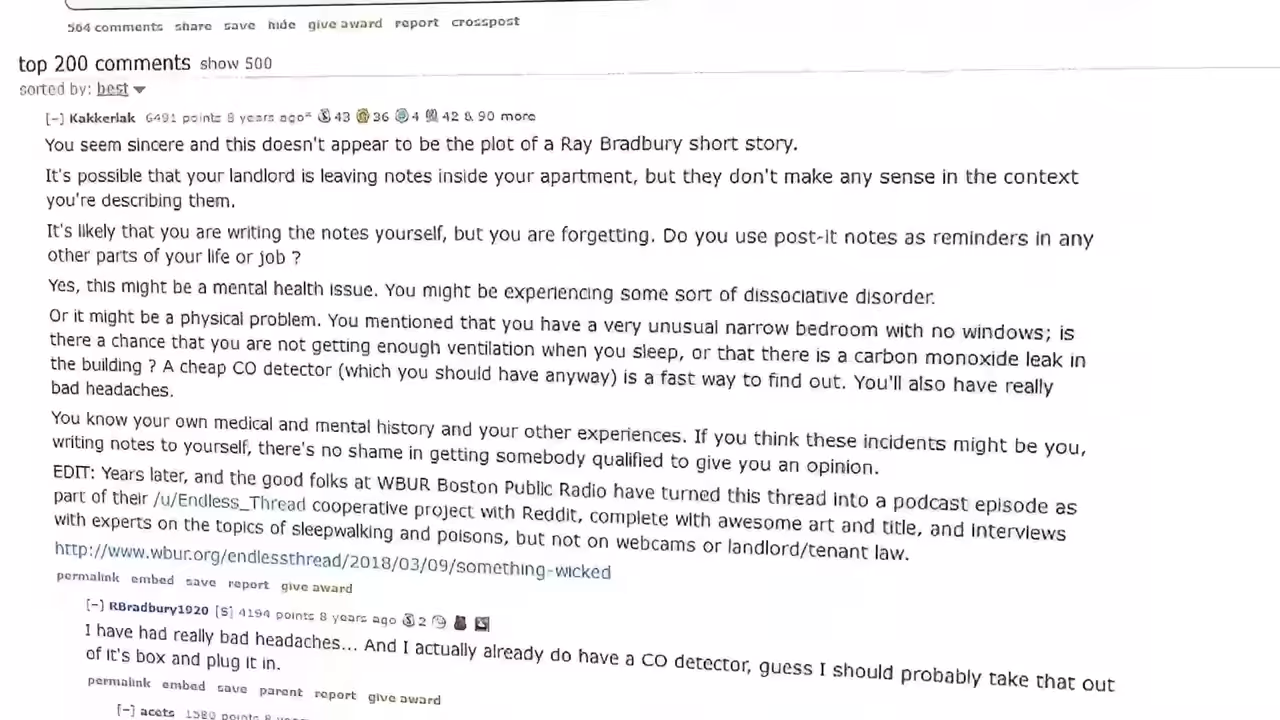 564 comments share save hide give award report crosspost
top 200 comments show 500
sorted by: best
[-] Kakkerlak 6491 points 8 years ago* 43 36 4 42 & 90 more
You seem sincere and this doesn't appear to be the plot of a Ray Bradbury short story.
It's possible that your landlord is leaving notes inside your apartment, but they don't make any sense in the context
you're describing them.
It's likely that you are writing the notes yourself, but you are forgetting. Do you use post-it notes as reminders in any
other parts of your life or job ?
Yes, this might be a mental health issue. You might be experiencing some sort of dissociative disorder.
Or it might be a physical problem. You mentioned that you have a very unusual narrow bedroom with no windows; is
there a chance that you are not getting enough ventilation when you sleep, or that there is a carbon monoxide leak in
the building ? A cheap CO detector (which you should have anyway) is a fast way to find out. You'll also have really
bad headaches.
You know your own medical and mental history and your other experiences. If you think these incidents might be you,
writing notes to yourself, there's no shame in getting somebody qualified to give you an opinion.
EDIT: Years later, and the good folks at WBUR Boston Public Radio have turned this thread into a podcast episode as
part of their /u/Endless_Thread cooperative project with Reddit, complete with awesome art and title, and interviews
with experts on the topics of sleepwalking and poisons, but not on webcams or landlord/tenant law.
http://www.wbur.org/endlessthread/2018/03/09/something-wicked
permalink embed save report give award
[-] RBradbury1920 [S] 4194 points 8 years ago 2
I have had really bad headaches... And I actually already do have a CO detector, guess I should probably take that out
of it's box and plug it in.
permalink embed save parent report give award
[-] acets 1580 points 8